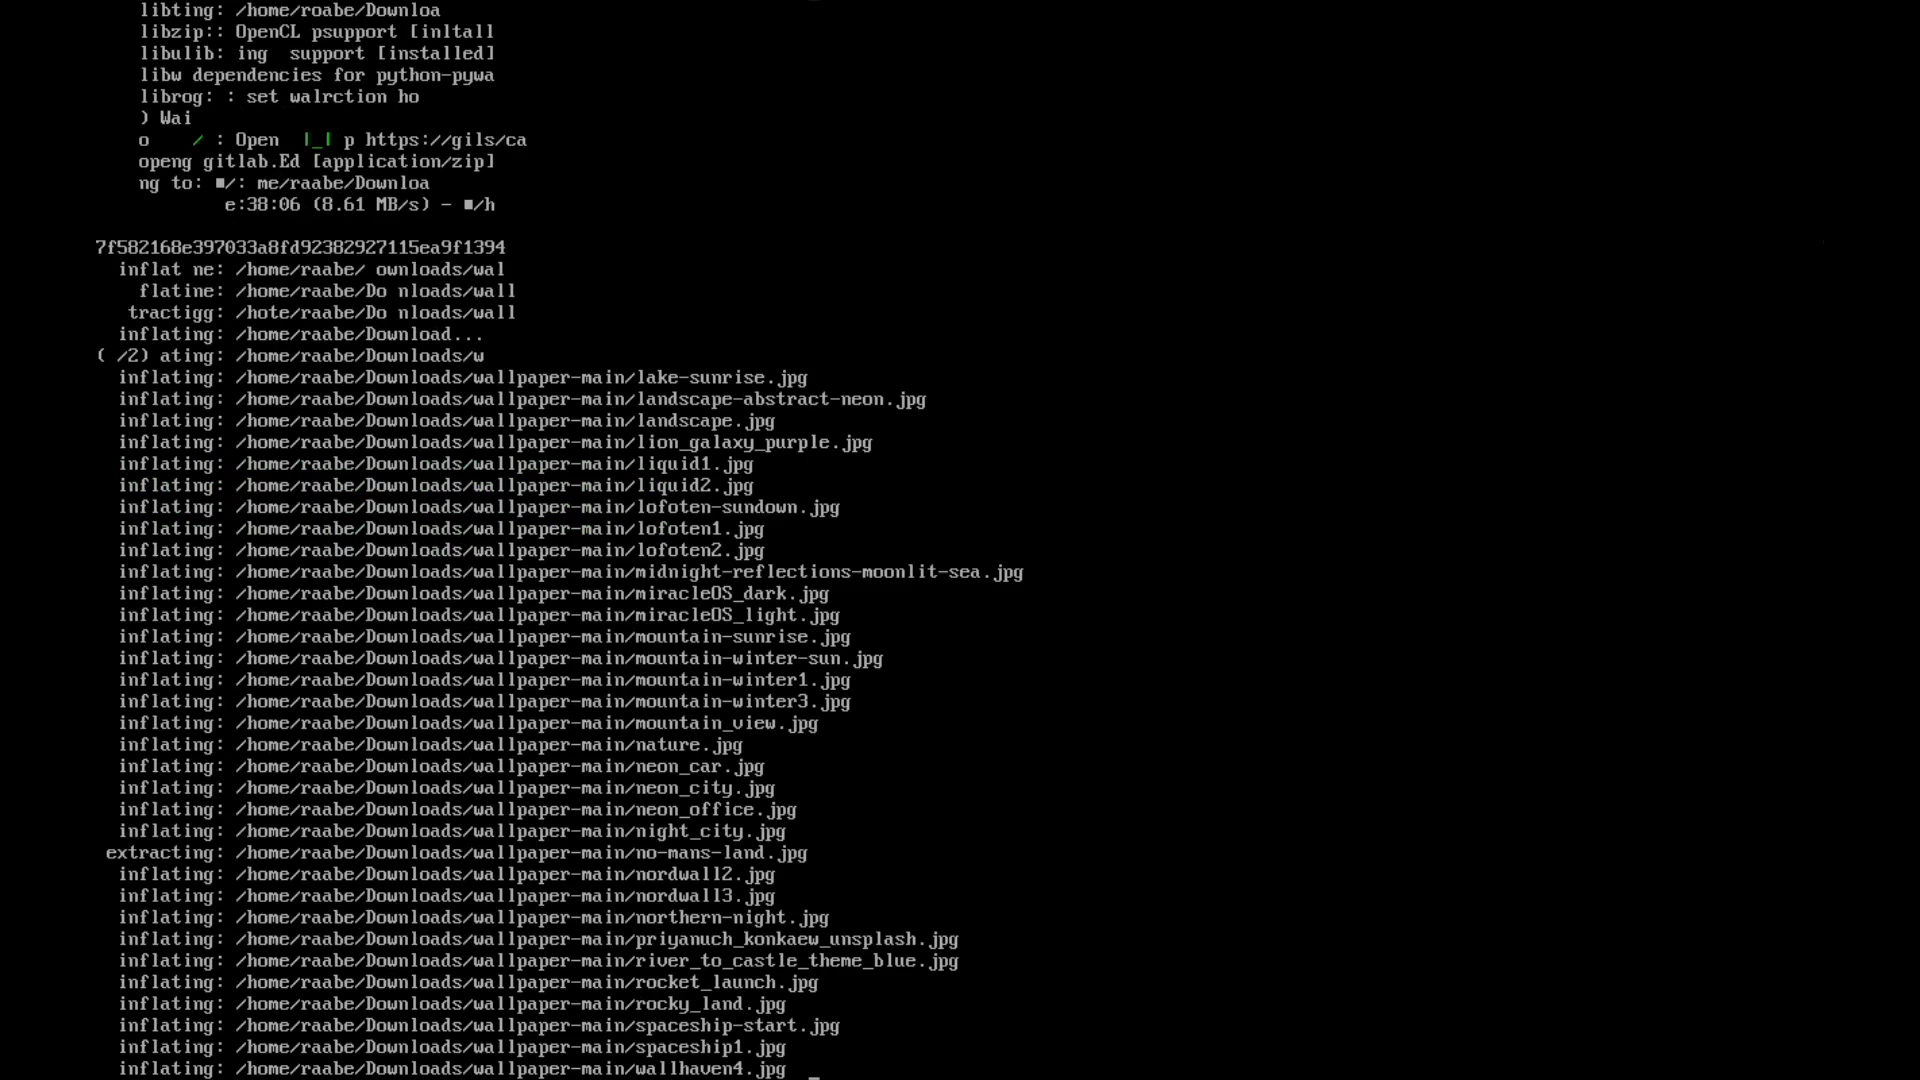 libting: /home/roabe/Downloa
libzip:: OpenCL psupport [inltall
libulib: ing  support [installed]
libw dependencies for python-pywa
librog: : set walrction ho
) Wai
o    / : Open  |_| p https://gils/ca
openg gitlab.Ed [application/zip]
ng to: ■/: me/raabe/Downloa
e:38:06 (8.61 MB/s) - ■/h
7f582168e397033a8fd92382927115ea9f1394
inflat ne: /home/raabe/ ownloads/wal
flatine: /home/raabe/Do nloads/wall
tractigg: /hote/raabe/Do nloads/wall
inflating: /home/raabe/Download...
( /2) ating: /home/raabe/Downloads/w
inflating: /home/raabe/Downloads/wallpaper-main/lake-sunrise.jpg
inflating: /home/raabe/Downloads/wallpaper-main/landscape-abstract-neon.jpg
inflating: /home/raabe/Downloads/wallpaper-main/landscape.jpg
inflating: /home/raabe/Downloads/wallpaper-main/lion_galaxy_purple.jpg
inflating: /home/raabe/Downloads/wallpaper-main/liquid1.jpg
inflating: /home/raabe/Downloads/wallpaper-main/liquid2.jpg
inflating: /home/raabe/Downloads/wallpaper-main/lofoten-sundown.jpg
inflating: /home/raabe/Downloads/wallpaper-main/lofoten1.jpg
inflating: /home/raabe/Downloads/wallpaper-main/lofoten2.jpg
inflating: /home/raabe/Downloads/wallpaper-main/midnight-reflections-moonlit-sea.jpg
inflating: /home/raabe/Downloads/wallpaper-main/miracleOS_dark.jpg
inflating: /home/raabe/Downloads/wallpaper-main/miracleOS_light.jpg
inflating: /home/raabe/Downloads/wallpaper-main/mountain-sunrise.jpg
inflating: /home/raabe/Downloads/wallpaper-main/mountain-winter-sun.jpg
inflating: /home/raabe/Downloads/wallpaper-main/mountain-winter1.jpg
inflating: /home/raabe/Downloads/wallpaper-main/mountain-winter3.jpg
inflating: /home/raabe/Downloads/wallpaper-main/mountain_view.jpg
inflating: /home/raabe/Downloads/wallpaper-main/nature.jpg
inflating: /home/raabe/Downloads/wallpaper-main/neon_car.jpg
inflating: /home/raabe/Downloads/wallpaper-main/neon_city.jpg
inflating: /home/raabe/Downloads/wallpaper-main/neon_office.jpg
inflating: /home/raabe/Downloads/wallpaper-main/night_city.jpg
extracting: /home/raabe/Downloads/wallpaper-main/no-mans-land.jpg
inflating: /home/raabe/Downloads/wallpaper-main/nordwall2.jpg
inflating: /home/raabe/Downloads/wallpaper-main/nordwall3.jpg
inflating: /home/raabe/Downloads/wallpaper-main/northern-night.jpg
inflating: /home/raabe/Downloads/wallpaper-main/priyanuch_konkaew_unsplash.jpg
inflating: /home/raabe/Downloads/wallpaper-main/river_to_castle_theme_blue.jpg
inflating: /home/raabe/Downloads/wallpaper-main/rocket_launch.jpg
inflating: /home/raabe/Downloads/wallpaper-main/rocky_land.jpg
inflating: /home/raabe/Downloads/wallpaper-main/spaceship-start.jpg
inflating: /home/raabe/Downloads/wallpaper-main/spaceship1.jpg
inflating: /home/raabe/Downloads/wallpaper-main/wallhaven4.jpg  _